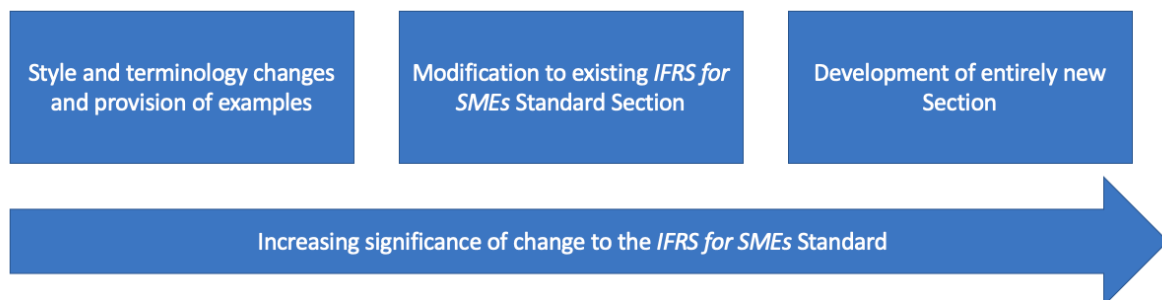 Style and terminology changes
and provision of examples
Modification to existing IFRS for
SMEs Standard Section
Development of entirely new
Section
Increasing significance of change to the IFRS for SMEs Standard